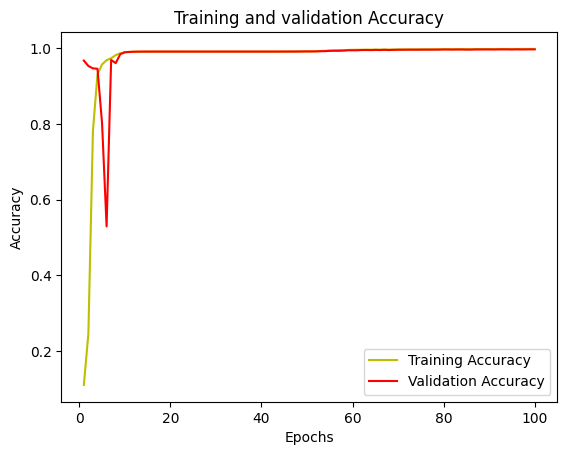 Training and validation Accuracy
1.0
0.8
0.6
0.4
0.2
Accuracy
0
20
40
60
80
100
Epochs
Training Accuracy
Validation Accuracy